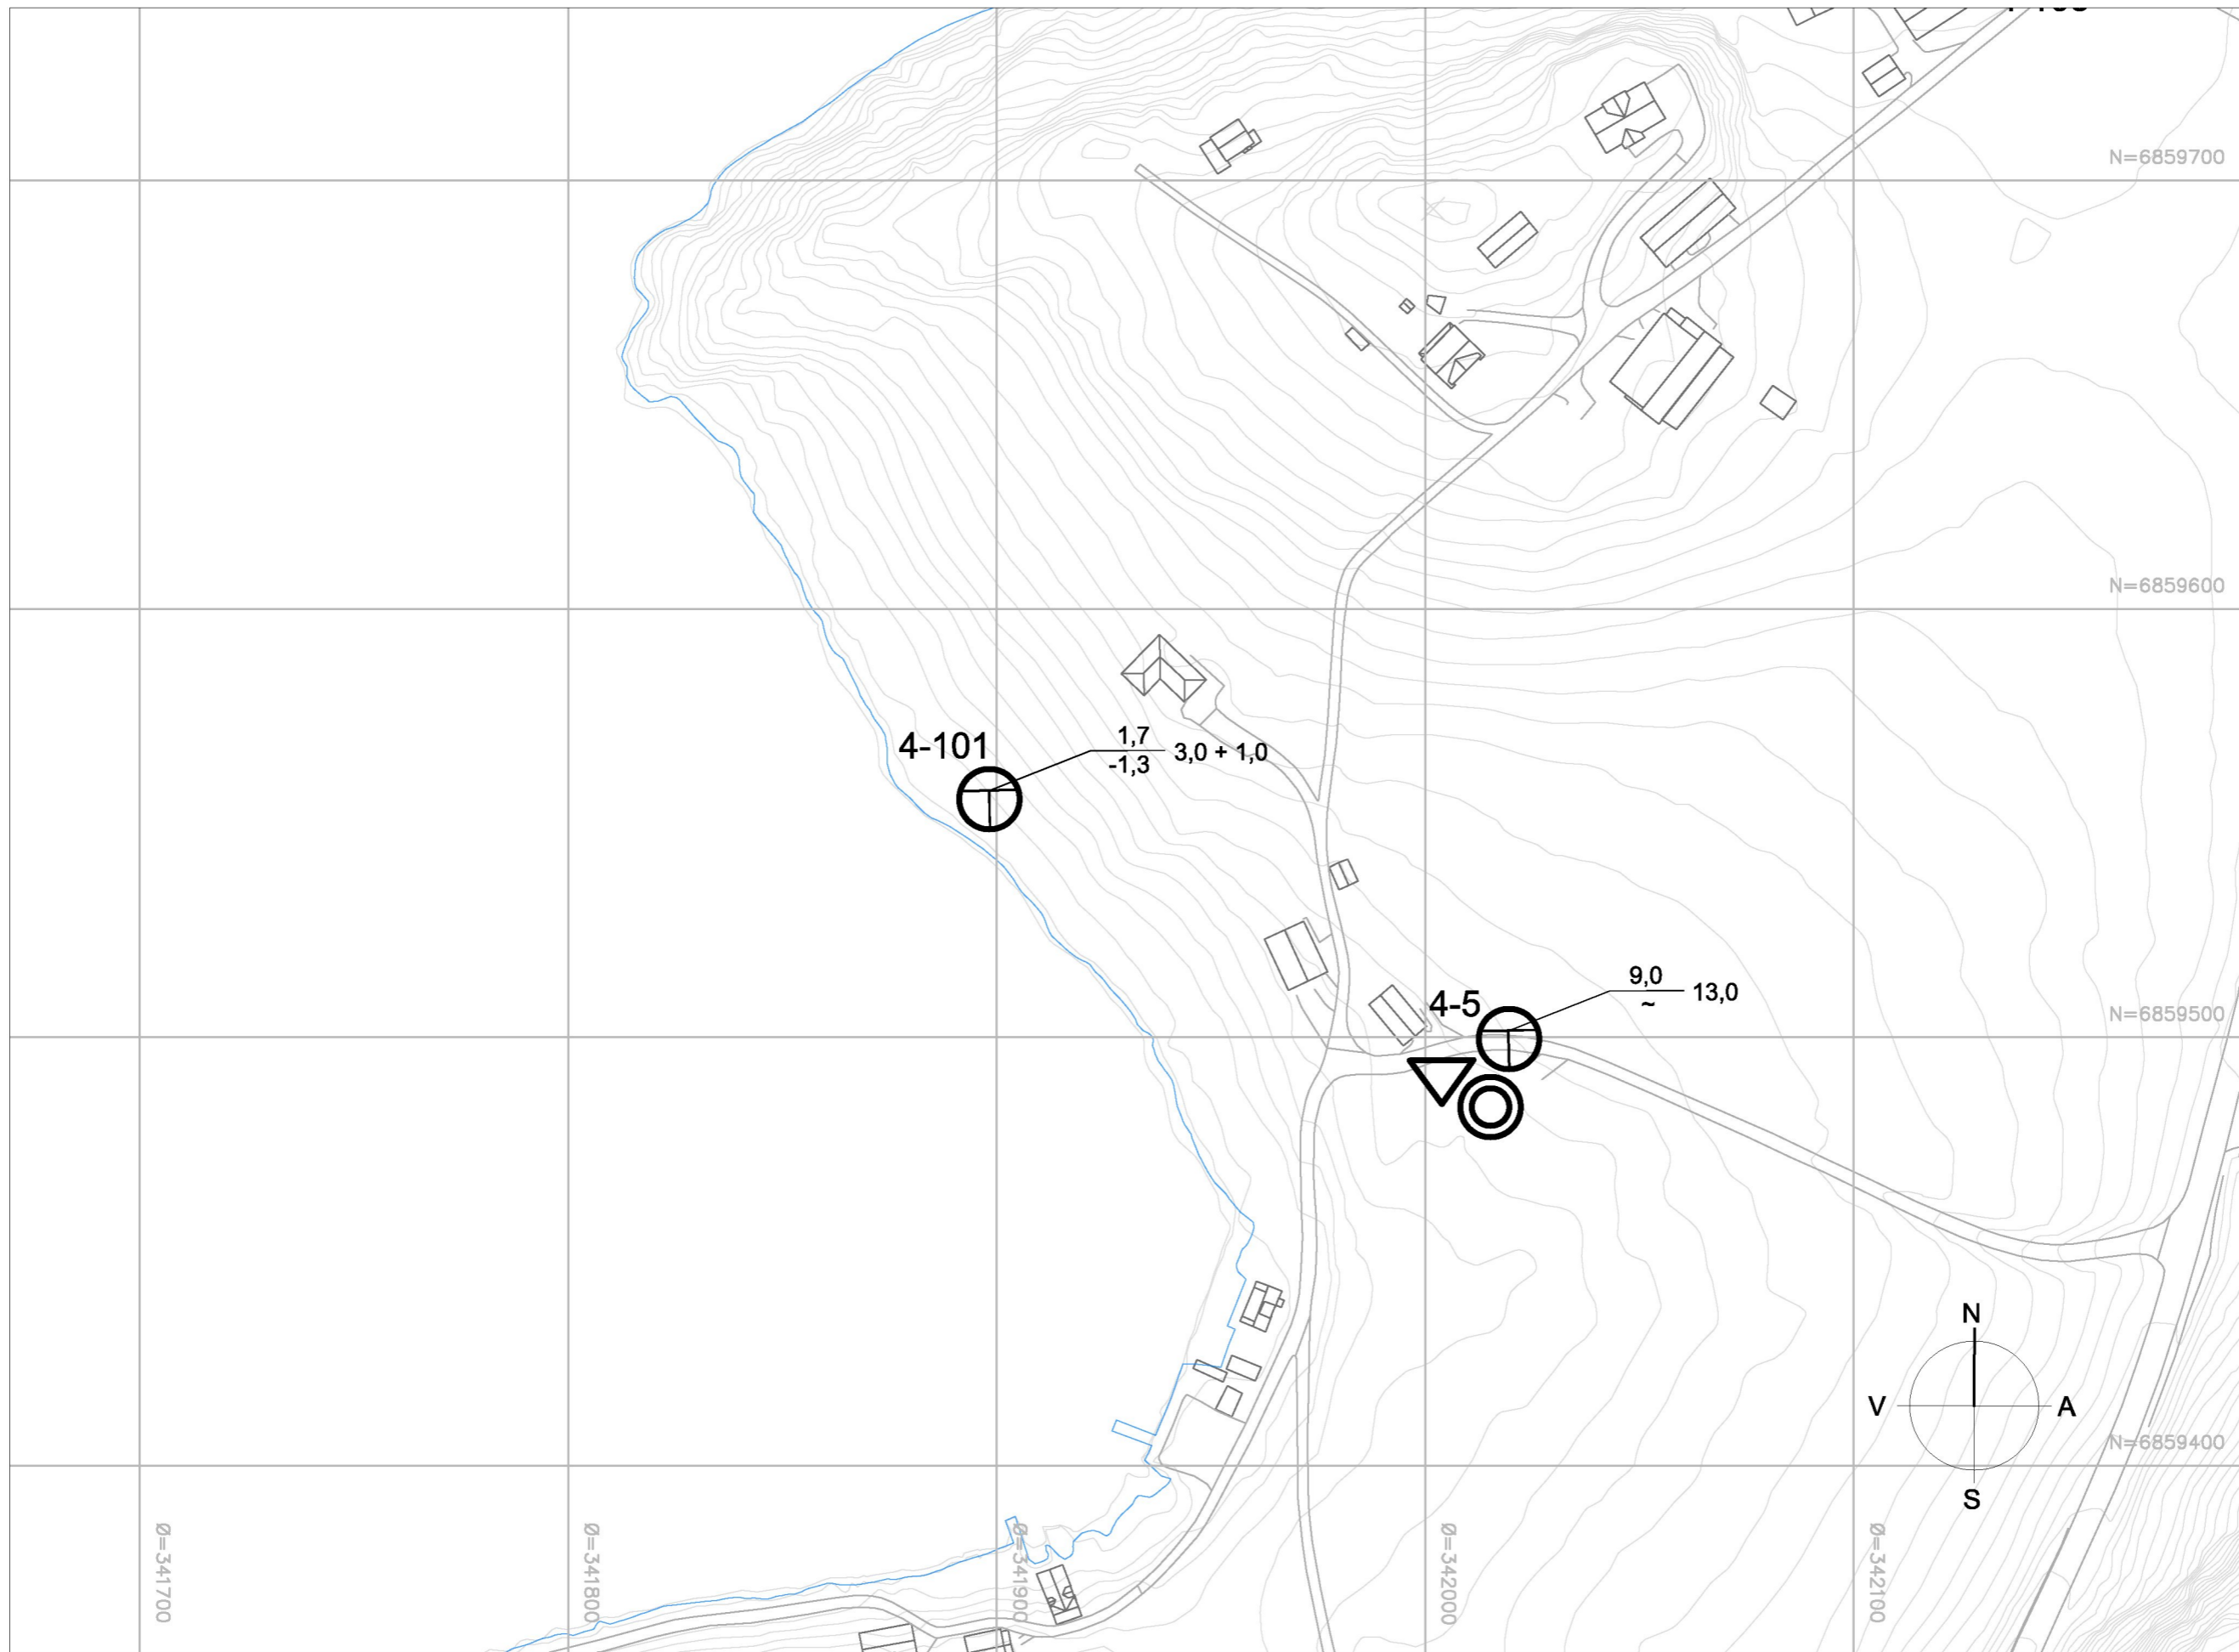 N=6859700
N=6859600
4-101
1,7
-1,3
3,0 + 1,0
9,0
~
13,0
4-5
N=6859500
N
V
A
S
N=6859400
Ø=341700
Ø=341800
Ø=341900
Ø=342000
Ø=342100